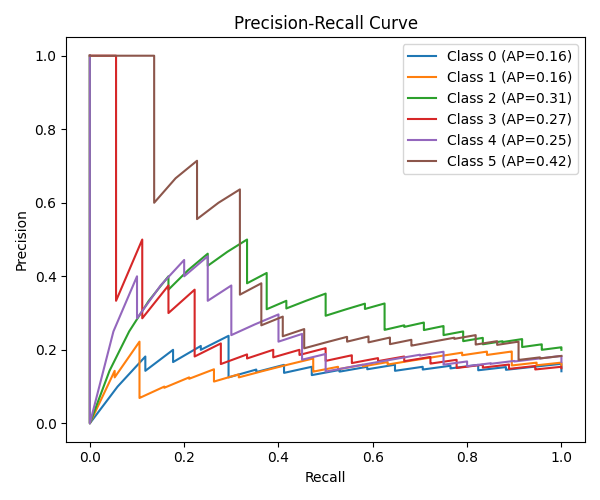 Precision-Recall Curve
Precision
1.0
0.8
0.6
0.4
0.2
0.0
Class 0 (AP=0.16)
Class 1 (AP=0.16)
Class 2 (AP=0.31)
Class 3 (AP=0.27)
Class 4 (AP=0.25)
Class 5 (AP=0.42)
0.0 0.2 0.4 0.6 0.8 1.0
Recall